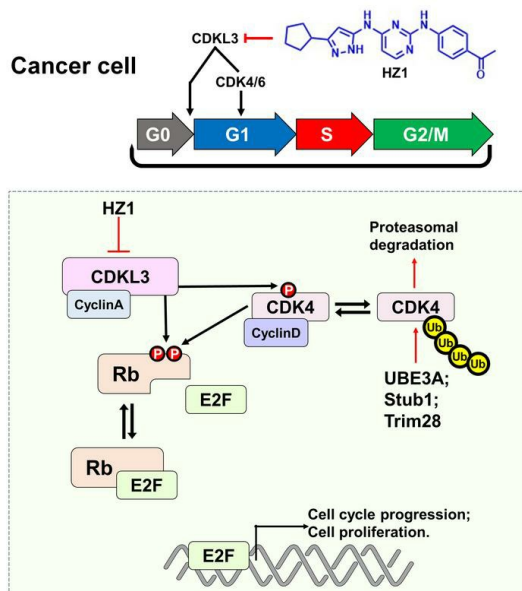 Cancer cell
CDKL3
CDK4/6
H
N
N
H
N
N
NH
N
O
HZ1
G0
G1
S
G2/M
HZ1
CDKL3
CyclinA
P
CDK4
CyclinD
Proteasomal
degradation
CDK4
Ub
Ub
Ub
Ub
UBE3A;
Stub1;
Trim28
P P
Rb
E2F
Rb
E2F
E2F
Cell cycle progression;
Cell proliferation.